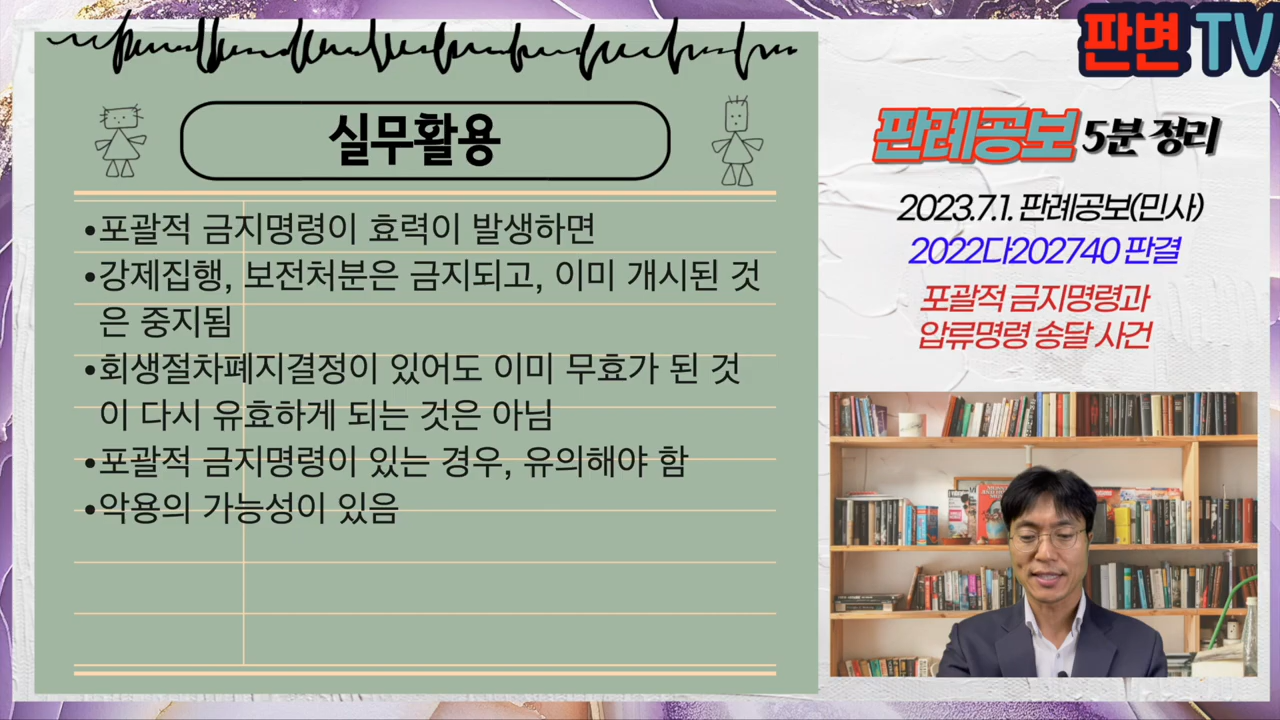 판변 TV
실무활용
•포괄적 금지명령이 효력이 발생하면
•강제집행, 보전처분은 금지되고, 이미 개시된 것
은 중지됨
•회생절차폐지결정이 있어도 이미 무효가 된 것
이 다시 유효하게 되는 것은 아님
•포괄적 금지명령이 있는 경우, 유의해야 함
•악용의 가능성이 있음
판례공보 5분 정리
2023.7.1. 판례공보(민사)
2022다202740 판결
포괄적 금지명령과
압류명령 송달 사건